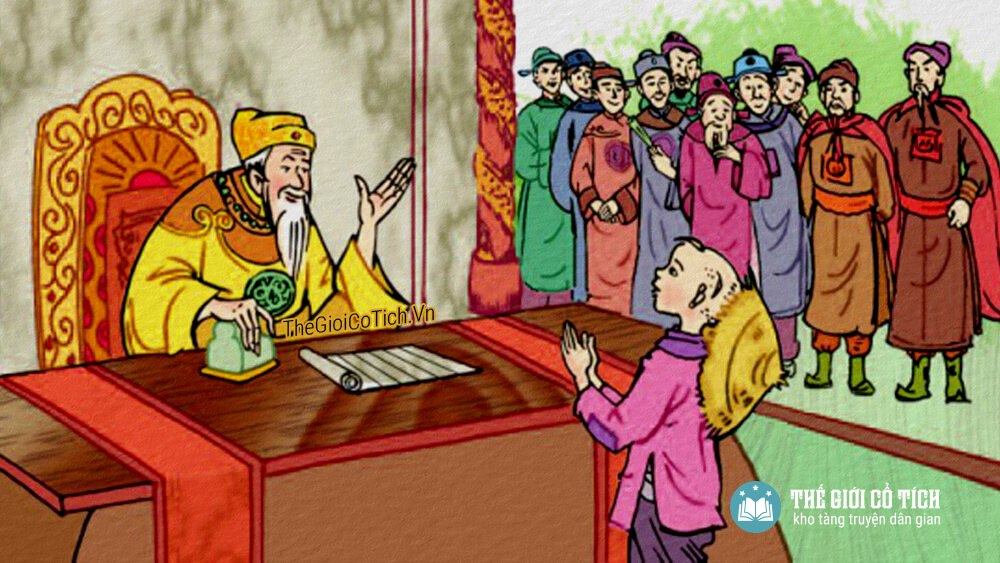 TheGioiCoTich.Vn
THẾ GIỚI CỔ TÍCH
kho tàng truyện dân gian